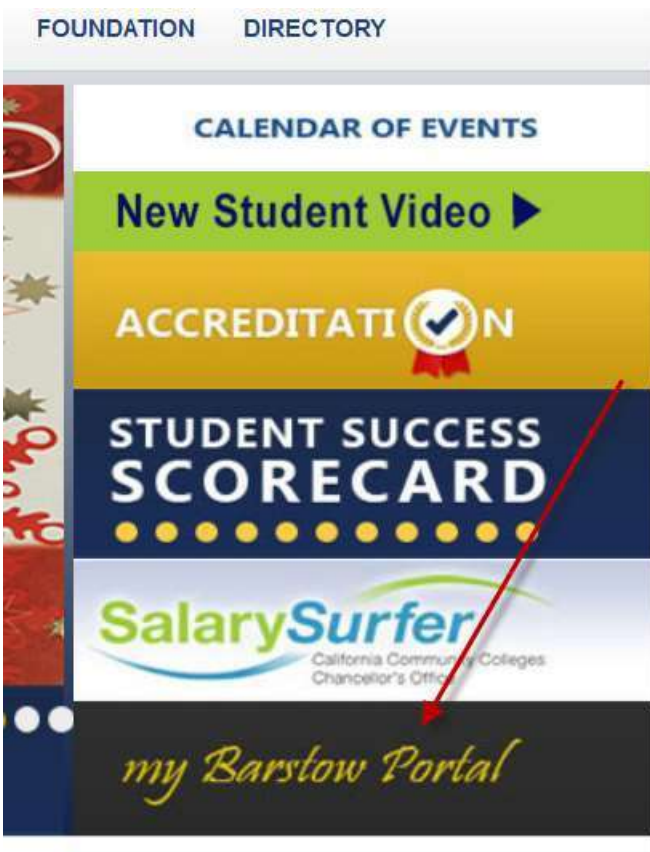 FOUNDATION DIRECTORY
CALENDAR OF EVENTS
New Student Video
ACCREDITATI N
STUDENT SUCCESS
SCORECARD
SalarySurfer
California Community Colleges
Chancellor's Office
my Barstow Portal